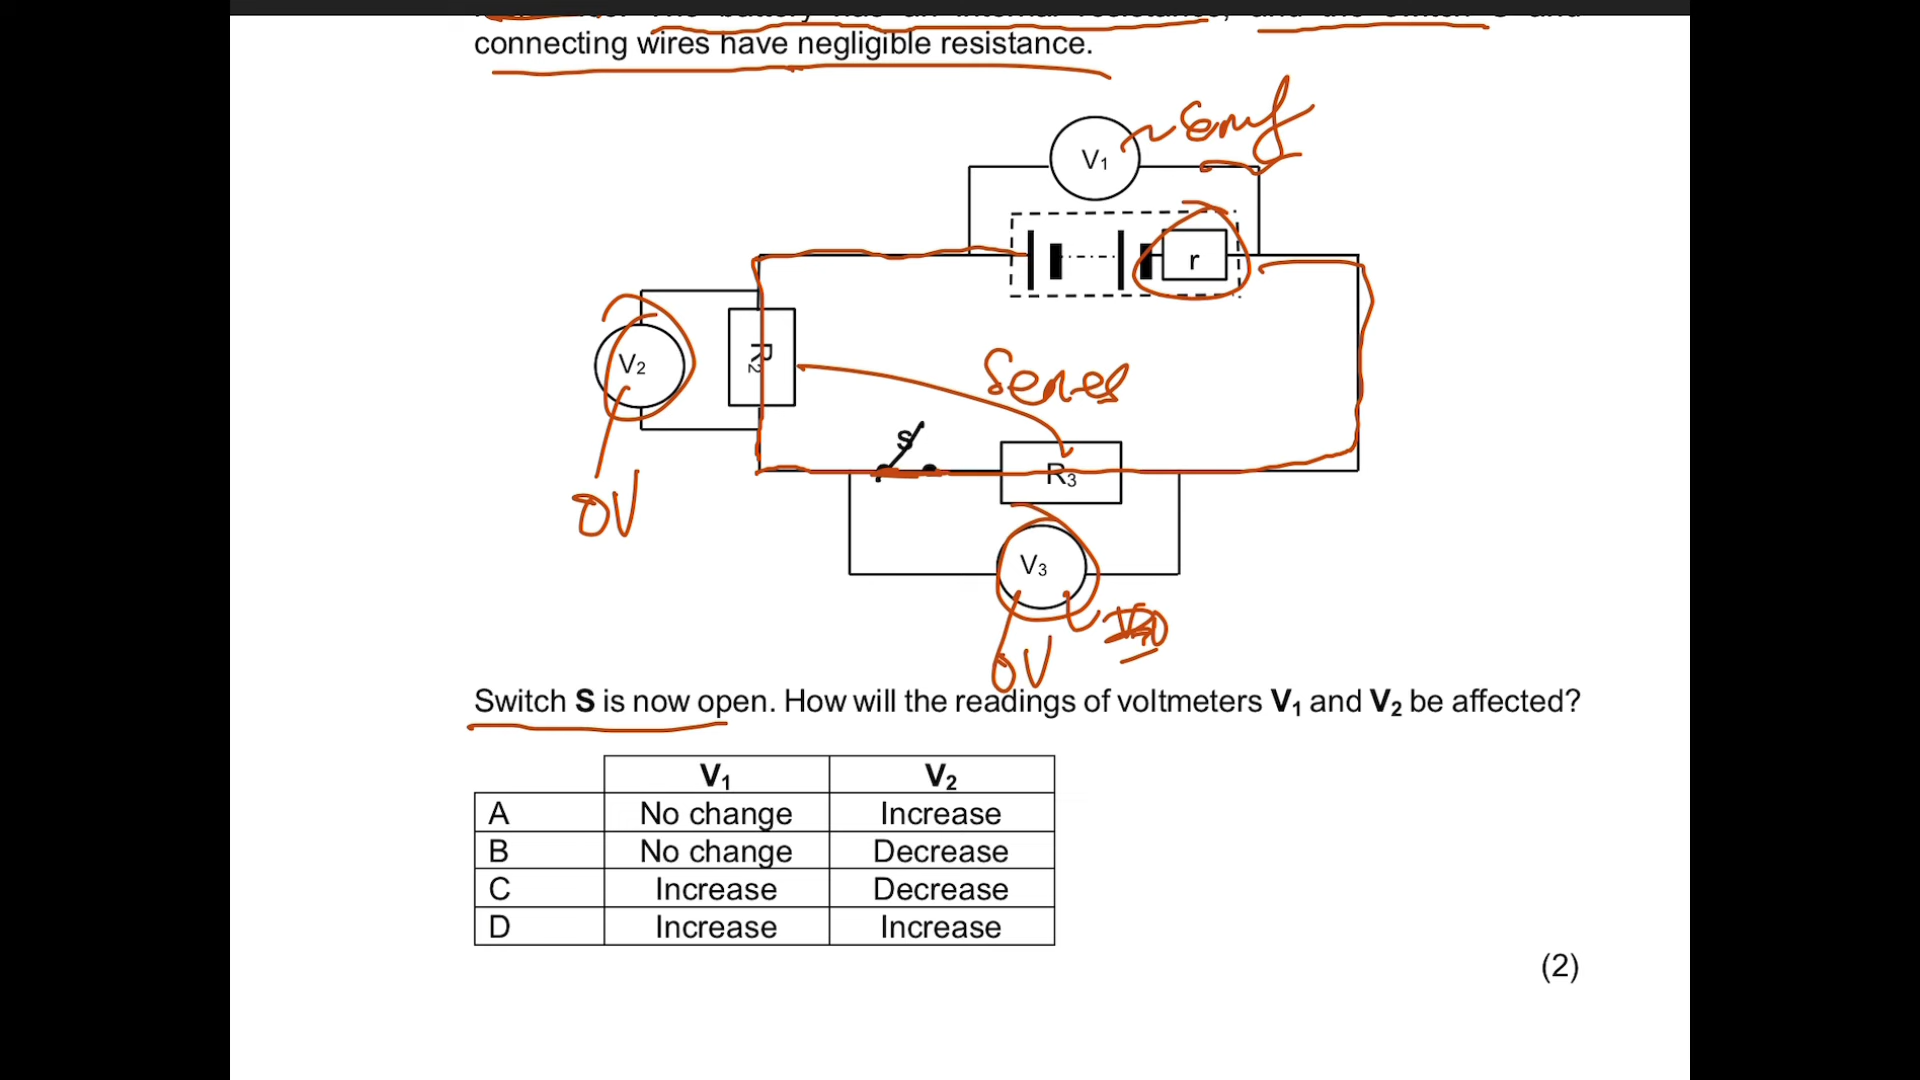 connecting wires have negligible resistance.
V₁
emf
r
V₂
R₂
Series
S
R₃
0V
V₃
0V
Switch S is now open. How will the readings of voltmeters V₁ and V₂ be affected?
V₁ V₂
A No change Increase
B No change Decrease
C Increase Decrease
D Increase Increase
(2)